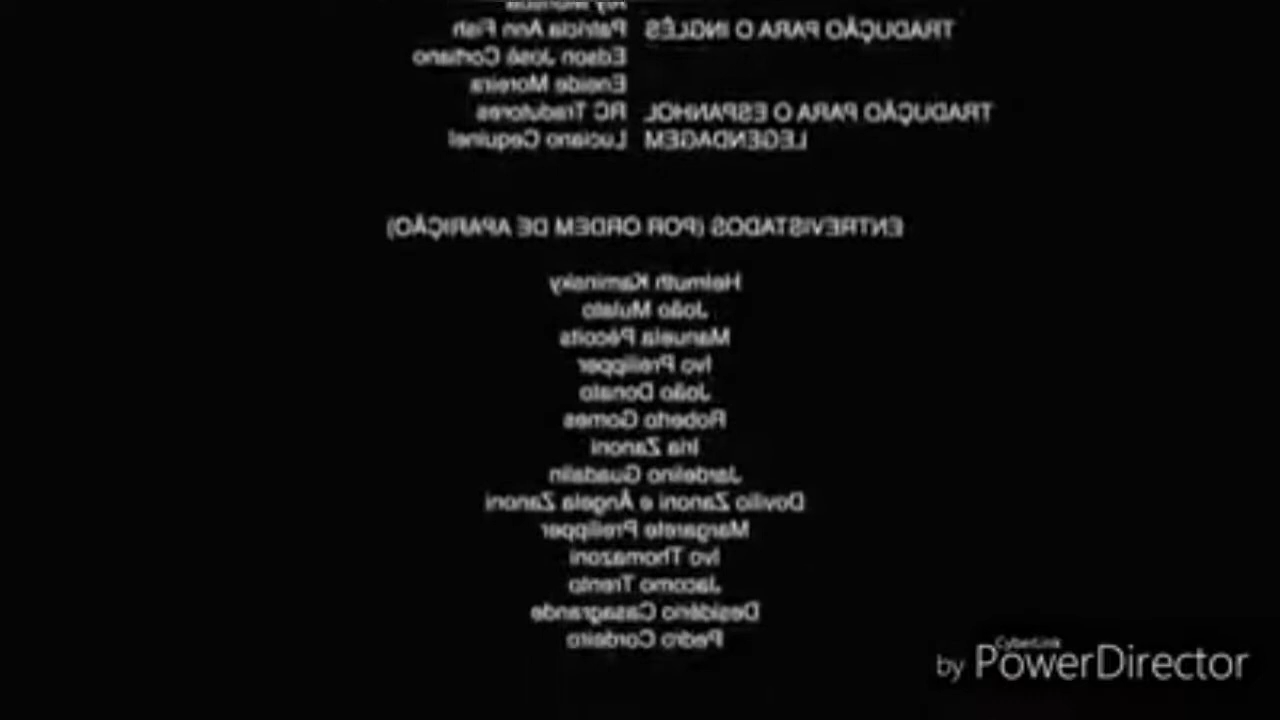 TRADUÇÃO PARA O INGLÊS Patricia Ann Fish
Edson José Cortiano
Eneide Moreira
TRADUÇÃO PARA O ESPANHOL RC Tradutores
LEGENDAGEM Luciano Cequinel
ENTREVISTADOS (POR ORDEM DE APARIÇÃO)
Helmuth Kaminsky
João Mulato
Manuela Pécoits
Ivo Preilipper
João Donato
Roberto Gomes
Iria Zanoni
Jardelino Guadalin
Dovilio Zanoni e Ângela Zanoni
Margarete Preilipper
Ivo Thomazoni
Jacomo Trento
Desidério Casagrande
Pedro Cordeiro
by CyberLink PowerDirector